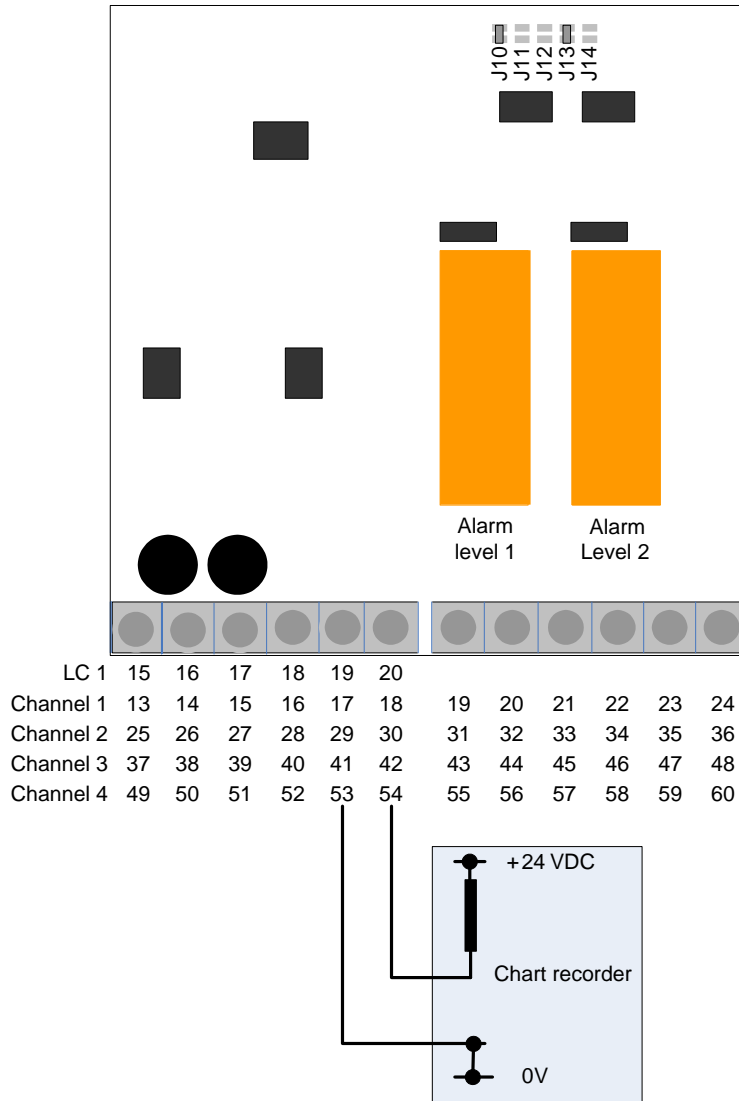 J10 J11 J12 J13 J14
Alarm level 1
Alarm Level 2
LC 1 15 16 17 18 19 20
Channel 1 13 14 15 16 17 18 19 20 21 22 23 24
Channel 2 25 26 27 28 29 30 31 32 33 34 35 36
Channel 3 37 38 39 40 41 42 43 44 45 46 47 48
Channel 4 49 50 51 52 53 54 55 56 57 58 59 60
+24 VDC
Chart recorder
0V